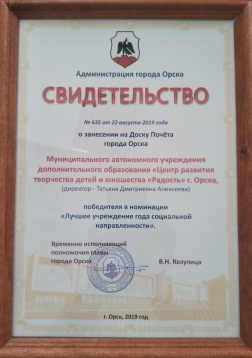 Администрация города Орска
СВИДЕТЕЛЬСТВО
№ 635 от 22 августа 2019 года
о занесении на Доску Почёта
города Орска
Муниципального автономного учреждения
дополнительного образования «Центр развития
творчества детей и юношества «Радость» г. Орска,
(директор - Татьяна Дмитриевна Алексеева)
победителя в номинации
«Лучшее учреждение года социальной
направленности».
Временно исполняющий
полномочия главы
города Орска
В.Н. Козупица
г. Орск, 2019 год